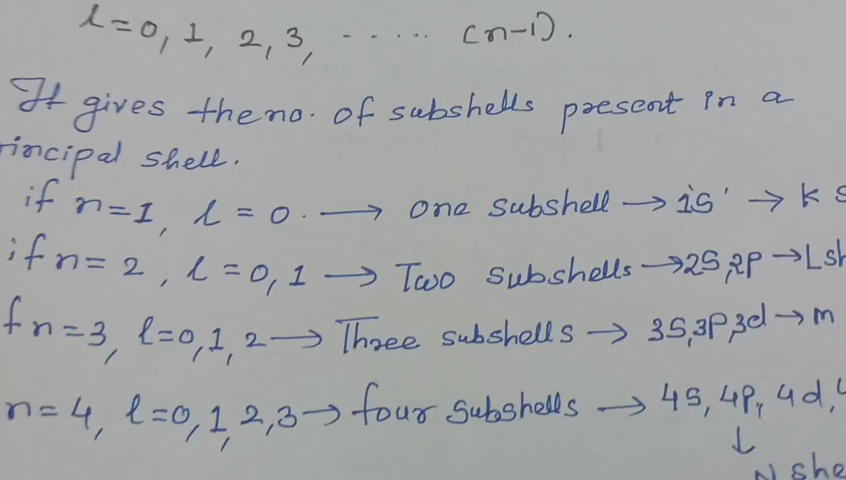 l=0, 1, 2, 3, ...... (n-1).
It gives the no. of subshells present in a
rincipal shell.
if n=1, l = 0. → one subshell → 1s' → K s
if n= 2, l=0,1 → Two subshells → 2s,2p → L sh
f n=3, l=0,1,2 → Three subshells → 3s,3p,3d → m
n=4, l=0,1,2,3 → four subshells → 4s, 4p, 4d,
↓
N she